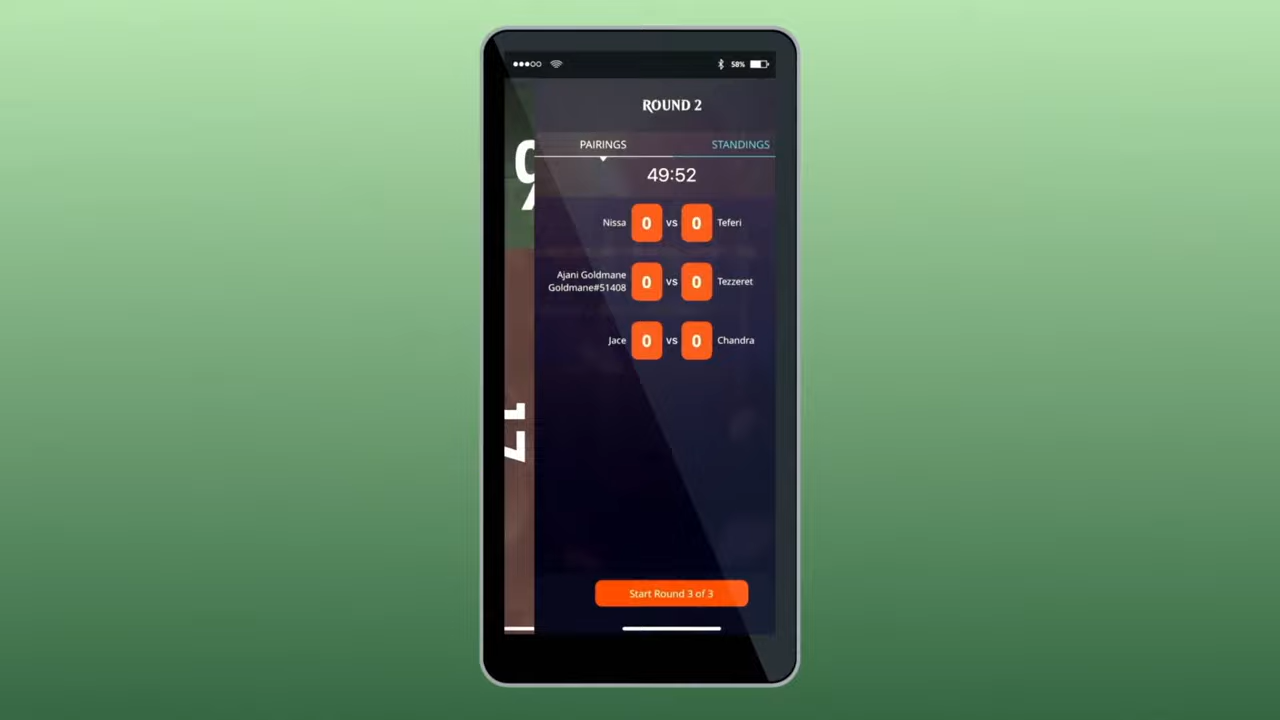 58%
ROUND 2
PAIRINGS STANDINGS
49:52
Nissa 0 vs 0 Teferi
Ajani Goldmane
Goldmane#51408 0 vs 0 Tezzeret
Jace 0 vs 0 Chandra
Start Round 3 of 3
17